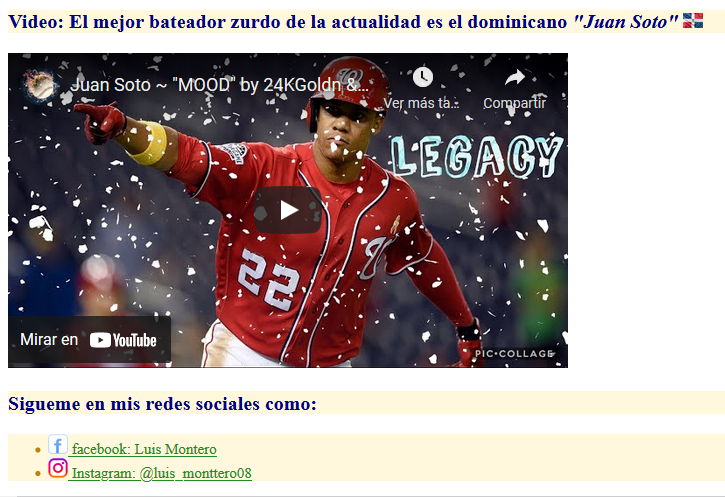 Video: El mejor bateador zurdo de la actualidad es el dominicano "Juan Soto"
Juan Soto ~ "MOOD" by 24KGoldn &...
Ver más ta...
Compartir
LEGACY
22
Mirar en YouTube
PIC•COLLAGE
Sigueme en mis redes sociales como:
facebook: Luis Montero
Instagram: @luis_monttero08